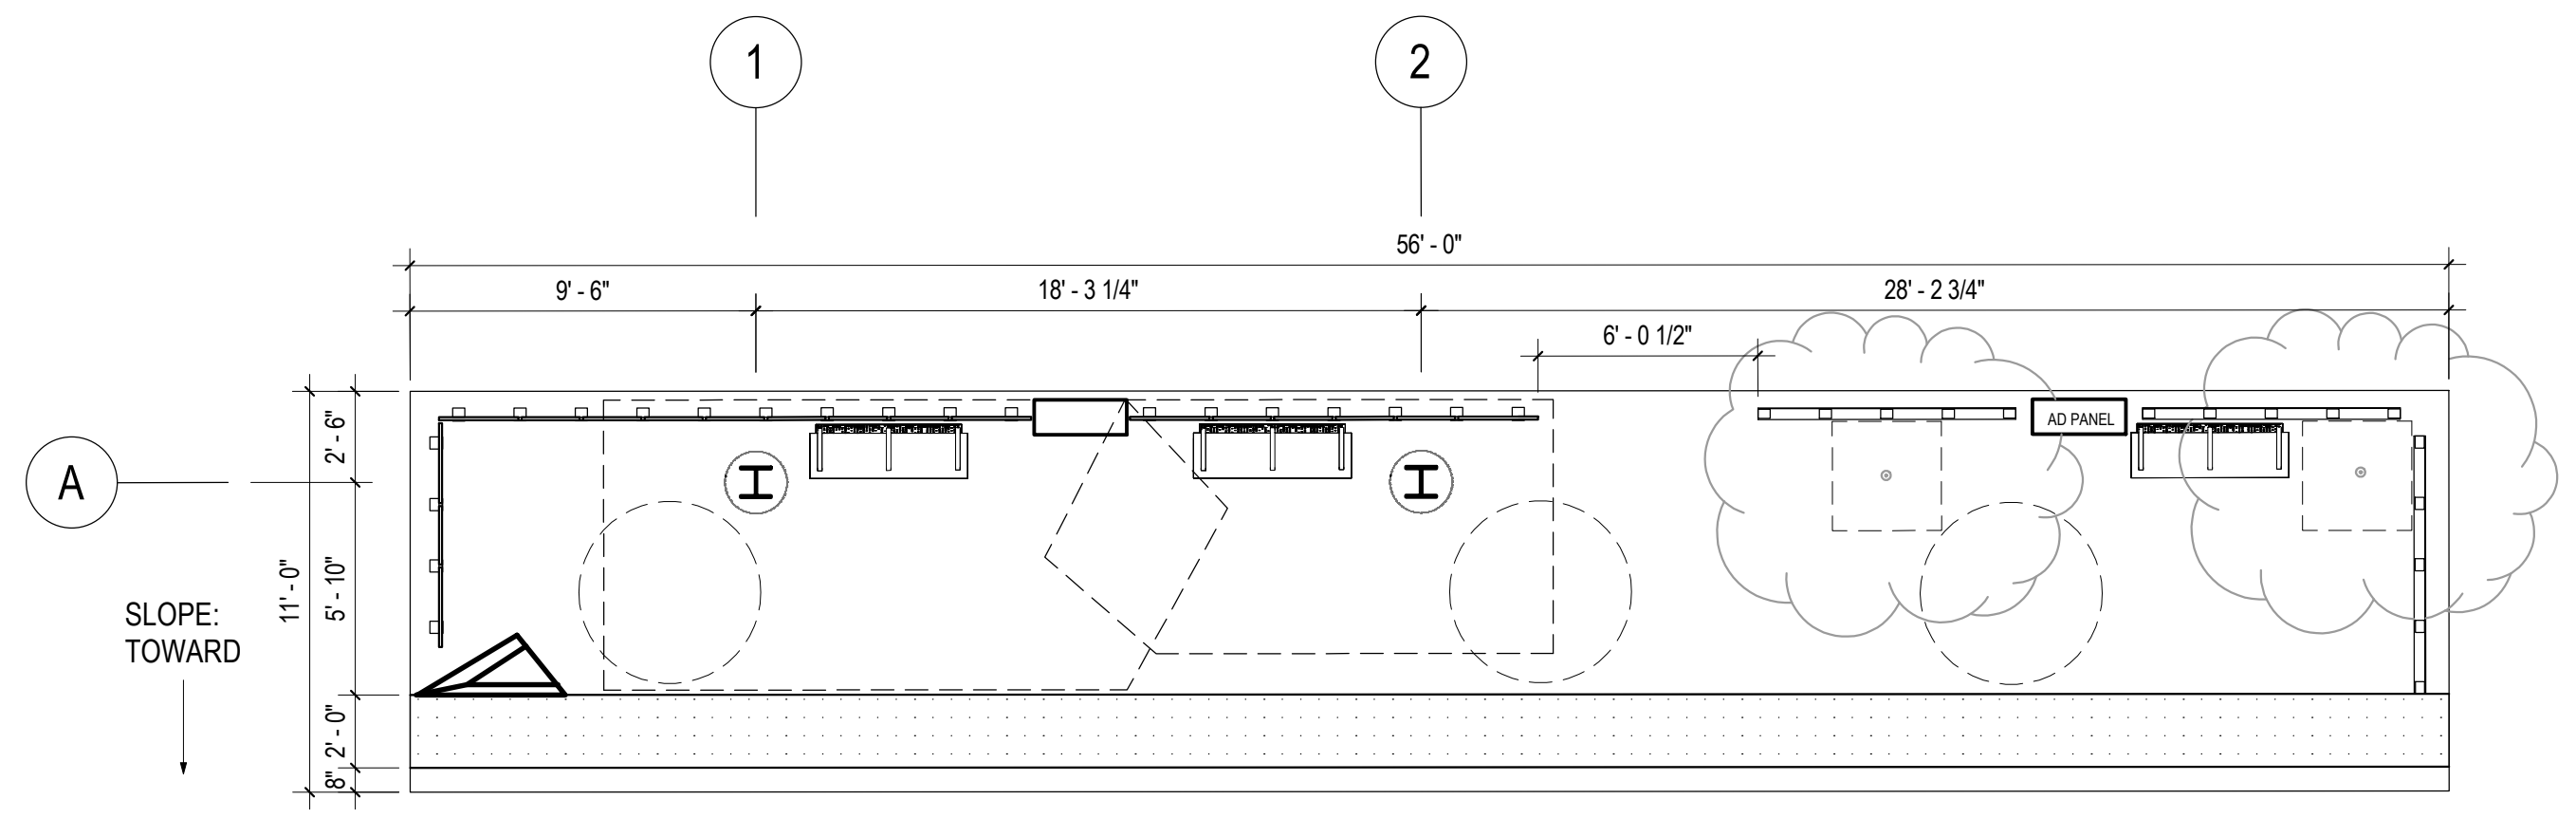 1
2
56' - 0"
9' - 6"
18' - 3 1/4"
28' - 2 3/4"
6' - 0 1/2"
A
2' - 6"
5' - 10"
11' - 0"
2' - 0"
8"
AD PANEL
SLOPE:
TOWARD